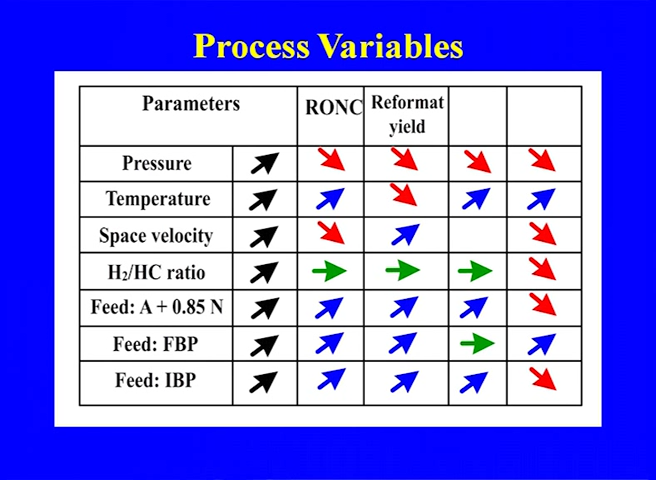 Process Variables
Parameters
RONC
Reformat
yield
Pressure
Temperature
Space velocity
H₂/HC ratio
Feed: A + 0.85 N
Feed: FBP
Feed: IBP